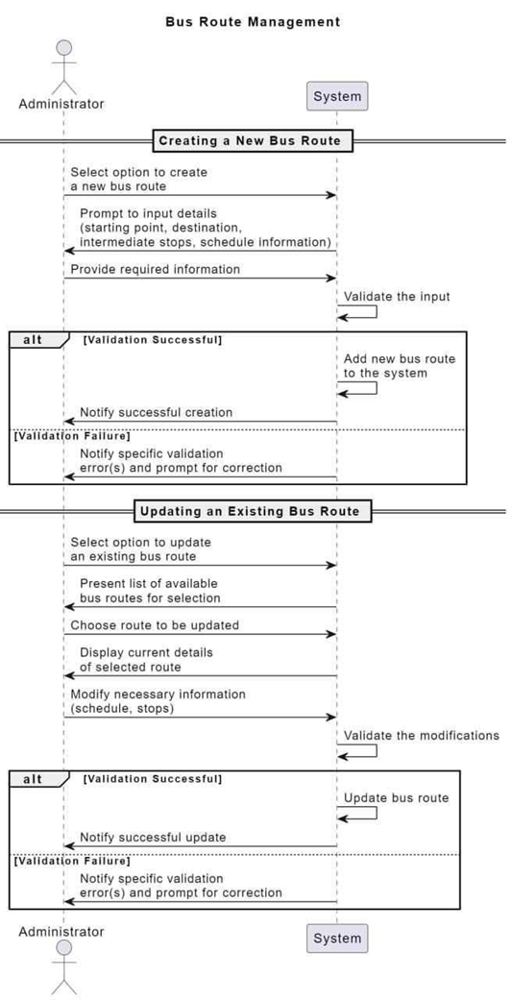 Bus Route Management
Administrator
System
Creating a New Bus Route
Select option to create
a new bus route
Prompt to input details
(starting point, destination,
intermediate stops, schedule information)
Provide required information
Validate the input
alt
[Validation Successful]
Add new bus route
to the system
Notify successful creation
[Validation Failure]
Notify specific validation
error(s) and prompt for correction
Updating an Existing Bus Route
Select option to update
an existing bus route
Present list of available
bus routes for selection
Choose route to be updated
Display current details
of selected route
Modify necessary information
(schedule, stops)
Validate the modifications
alt
[Validation Successful]
Update bus route
Notify successful update
[Validation Failure]
Notify specific validation
error(s) and prompt for correction
Administrator
System